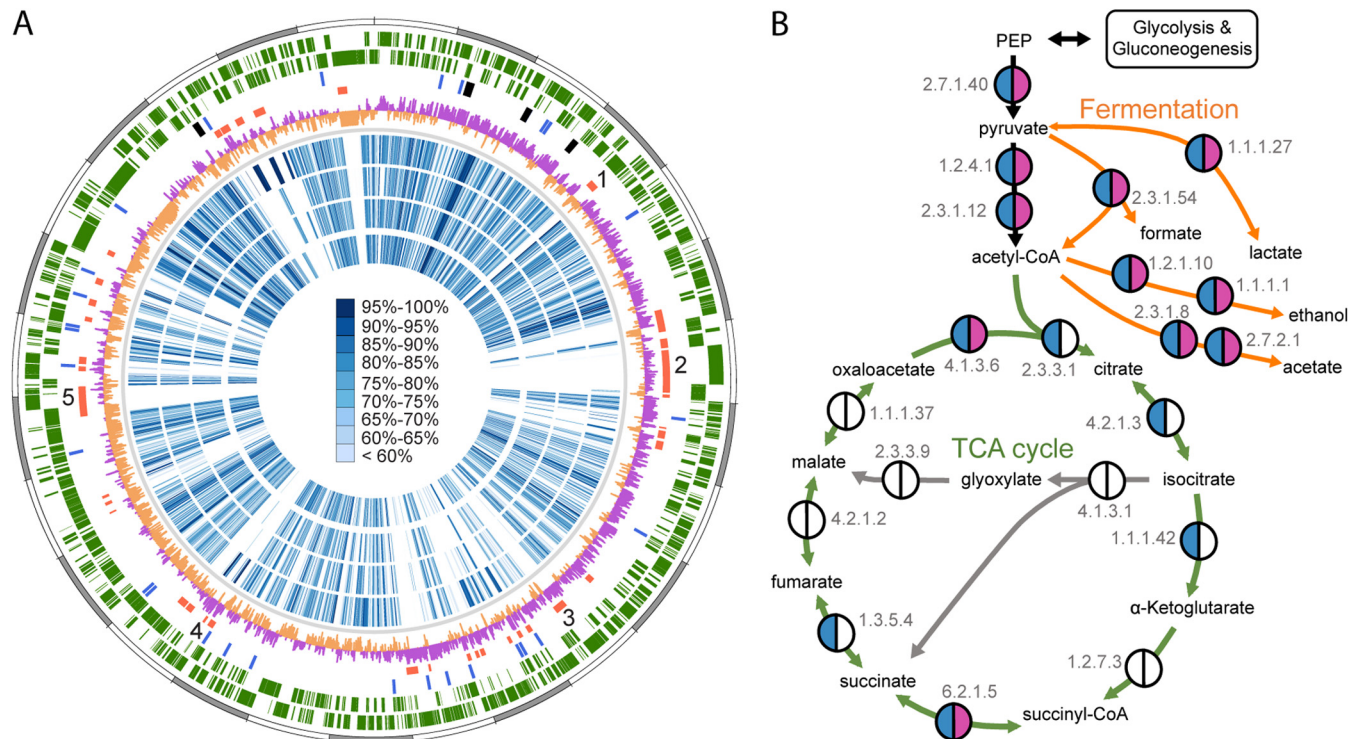 A
1
2
3
4
5
95%-100%
90%-95%
85%-90%
80%-85%
75%-80%
70%-75%
65%-70%
60%-65%
< 60%
B
PEP
Glycolysis &
Gluconeogenesis
2.7.1.40
Fermentation
pyruvate
1.1.1.27
1.2.4.1
2.3.1.54
2.3.1.12
formate
lactate
acetyl-CoA
1.2.1.10
1.1.1.1
ethanol
2.3.1.8
2.7.2.1
acetate
oxaloacetate
4.1.3.6
2.3.3.1
citrate
1.1.1.37
4.2.1.3
malate
2.3.3.9
TCA cycle
glyoxylate
isocitrate
4.1.3.1
4.2.1.2
1.1.1.42
fumarate
α-Ketoglutarate
1.3.5.4
1.2.7.3
succinate
6.2.1.5
succinyl-CoA